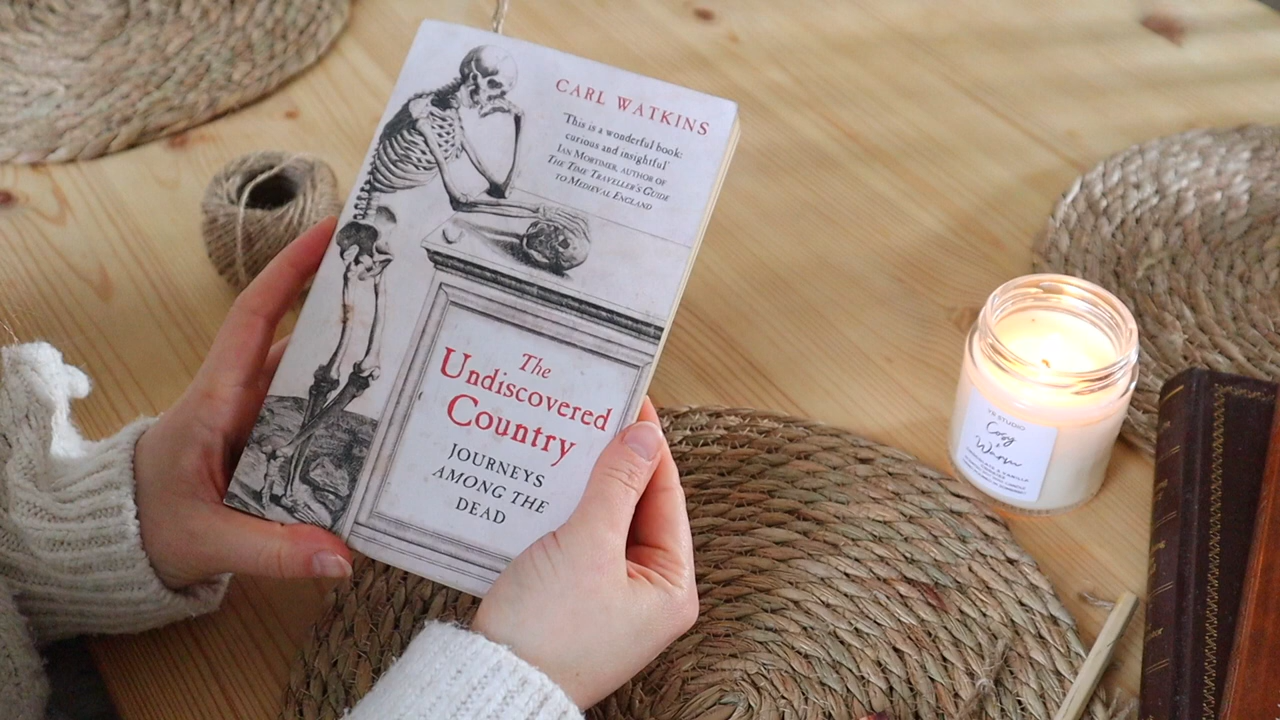 CARL WATKINS
'This is a wonderful book:
curious and insightful'
IAN MORTIMER, AUTHOR OF
THE TIME TRAVELLER'S GUIDE
TO MEDIEVAL ENGLAND
The
Undiscovered
Country
JOURNEYS
AMONG THE
DEAD
STUDIO
Cosy
Warm